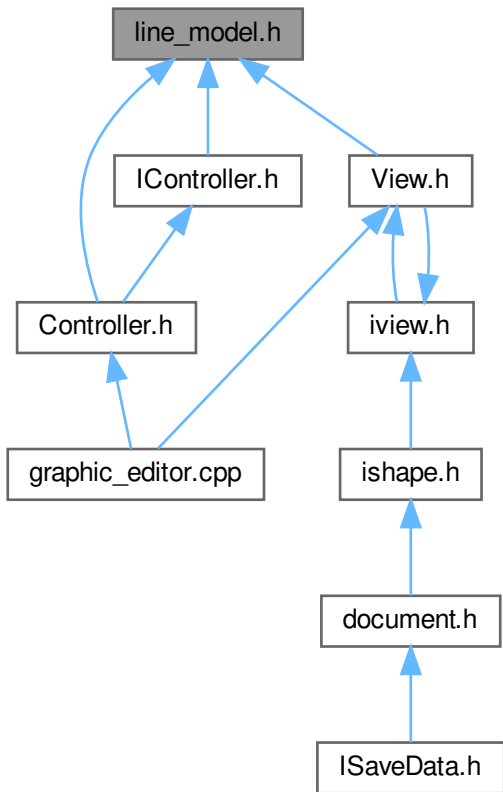 line_model.h
IController.h
View.h
Controller.h
iview.h
graphic_editor.cpp
ishape.h
document.h
ISaveData.h